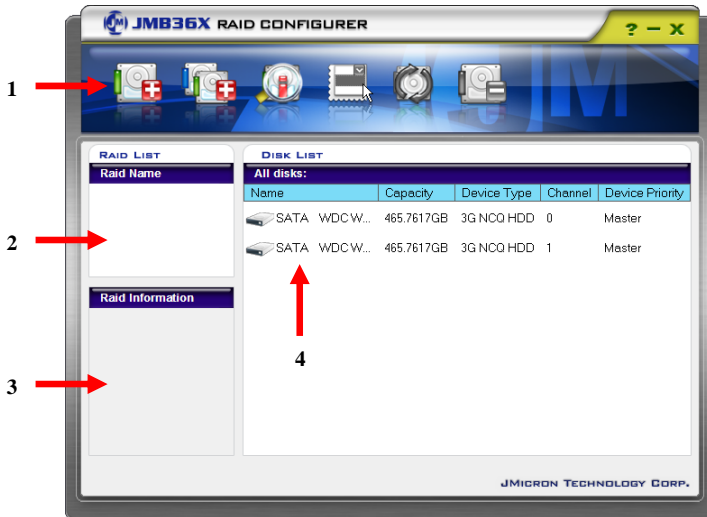 JMB36X RAID CONFIGURER
? – X
1
RAID LIST
Raid Name
2
Raid Information
3
DISK LIST
All disks:
Name Capacity Device Type Channel Device Priority
SATA WDC W... 465.7617GB 3G NCQ HDD 0 Master
SATA WDC W... 465.7617GB 3G NCQ HDD 1 Master
4
JMICRON TECHNOLOGY CORP.
JM